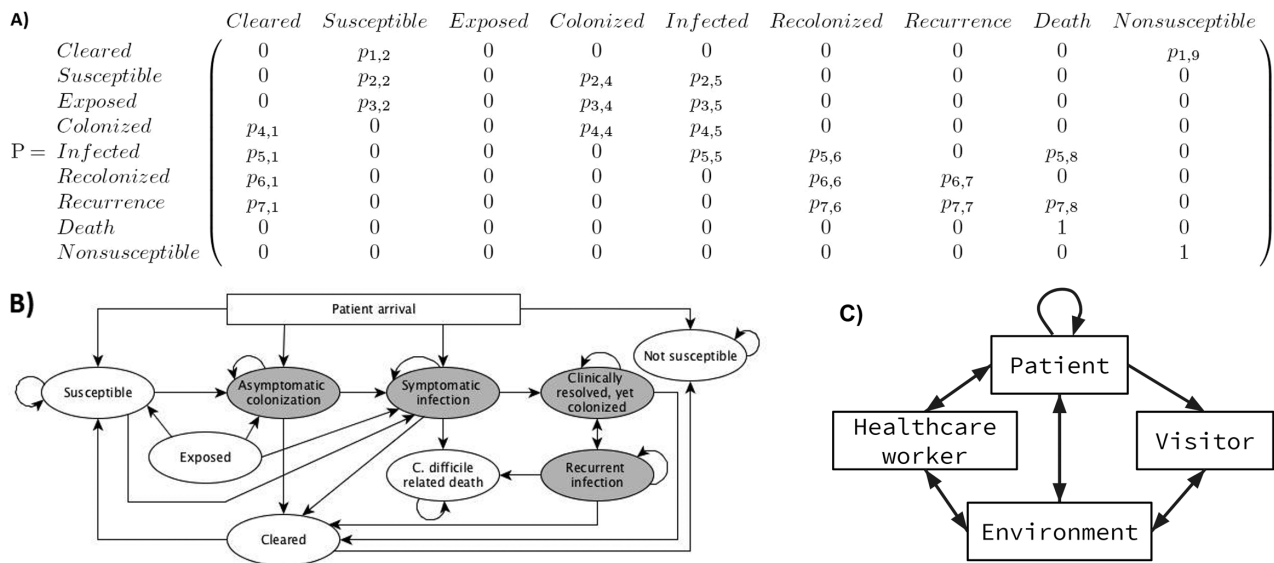 A)
Cleared Susceptible Exposed Colonized Infected Recolonized Recurrence Death Nonsusceptible
Cleared 0 p1,2 0 0 0 0 0 0 p1,9
Susceptible 0 p2,2 0 p2,4 p2,5 0 0 0 0
Exposed 0 p3,2 0 p3,4 p3,5 0 0 0 0
Colonized p4,1 0 0 p4,4 p4,5 0 0 0 0
P = Infected p5,1 0 0 0 p5,5 p5,6 0 p5,8 0
Recolonized p6,1 0 0 0 0 p6,6 p6,7 0 0
Recurrence p7,1 0 0 0 0 p7,6 p7,7 p7,8 0
Death 0 0 0 0 0 0 0 1 0
Nonsusceptible 0 0 0 0 0 0 0 0 1
B)
Patient arrival
Not susceptible
Susceptible
Asymptomatic
colonization
Symptomatic
infection
Clinically
resolved, yet
colonized
Exposed
C. difficile
related death
Recurrent
infection
Cleared
C)
Patient
Healthcare
worker
Visitor
Environment